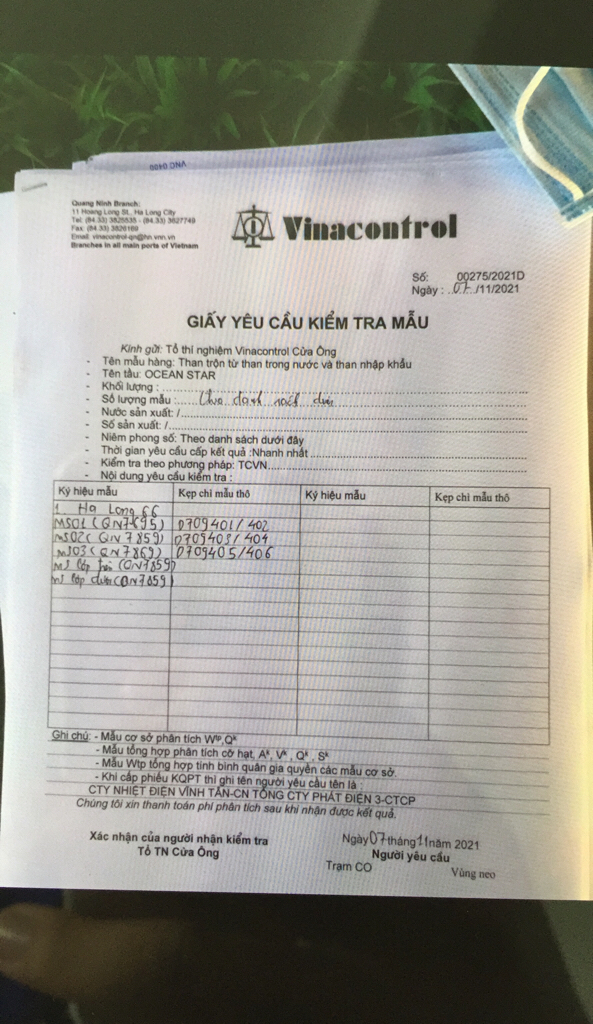 VNC 0400
Quang Ninh Branch:
11 Hoang Long St., Ha Long City
Tel: (84.33) 3825535 - (84.33) 3827749
Fax: (84.33) 3826169
Email: vinacontrol-qn@hn.vnn.vn
Branches in all main ports of Vietnam
Vinacontrol
Số: 00275/2021D
Ngày : 07 /11/2021
GIẤY YÊU CẦU KIỂM TRA MẪU
Kính gửi: Tổ thí nghiệm Vinacontrol Cửa Ông
- Tên mẫu hàng: Than trộn từ than trong nước và than nhập khẩu
- Tên tàu: OCEAN STAR
- Khối lượng :
- Số lượng mẫu : theo danh sách dưới
- Nước sản xuất: /
- Số sản xuất: /
- Niêm phong số: Theo danh sách dưới đây
- Thời gian yêu cầu cấp kết quả :Nhanh nhất
- Kiểm tra theo phương pháp: TCVN
- Nội dung yêu cầu kiểm tra :
Ký hiệu mẫu Kẹp chì mẫu thô Ký hiệu mẫu Kẹp chì mẫu thô
1 Hạ Long 66
MS01 (QN7695) 0709401/402
MS02 (QN 7859) 0709403/404
MS03 (QN7869) 0709405/406
MS lớp trên (QN7859)
MS lớp dưới (QN7859)
Ghi chú: - Mẫu cơ sở phân tích Wtp,Qk
- Mẫu tổng hợp phân tích cỡ hạt, Ak, Vk , Qk , Sk
- Mẫu Wtp tổng hợp tính bình quân gia quyền các mẫu cơ sở.
- Khi cấp phiếu KQPT thì ghi tên người yêu cầu tên là :
CTY NHIỆT ĐIỆN VĨNH TÂN-CN TỔNG CTY PHÁT ĐIỆN 3-CTCP
Chúng tôi xin thanh toán phí phân tích sau khi nhận được kết quả.
Xác nhận của người nhận kiểm tra
Tổ TN Cửa Ông
Ngày 07 tháng 11 năm 2021
Người yêu cầu
Trạm CO Vùng neo